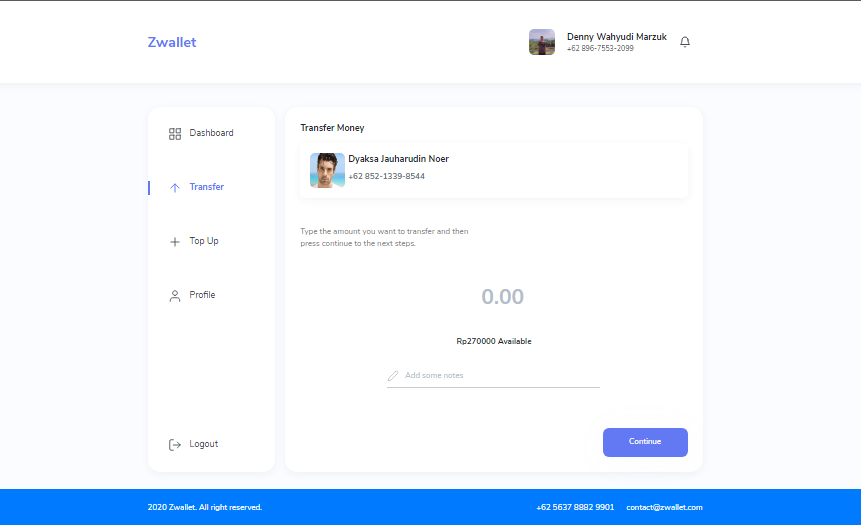 Zwallet
Denny Wahyudi Marzuk
+62 896-7553-2099
Dashboard
Transfer
Top Up
Profile
Logout
Transfer Money
Dyaksa Jauharudin Noer
+62 852-1339-8544
Type the amount you want to transfer and then
press continue to the next steps.
0.00
Rp270000 Available
Add some notes
Continue
2020 Zwallet. All right reserved.
+62 5637 8882 9901
contact@zwallet.com